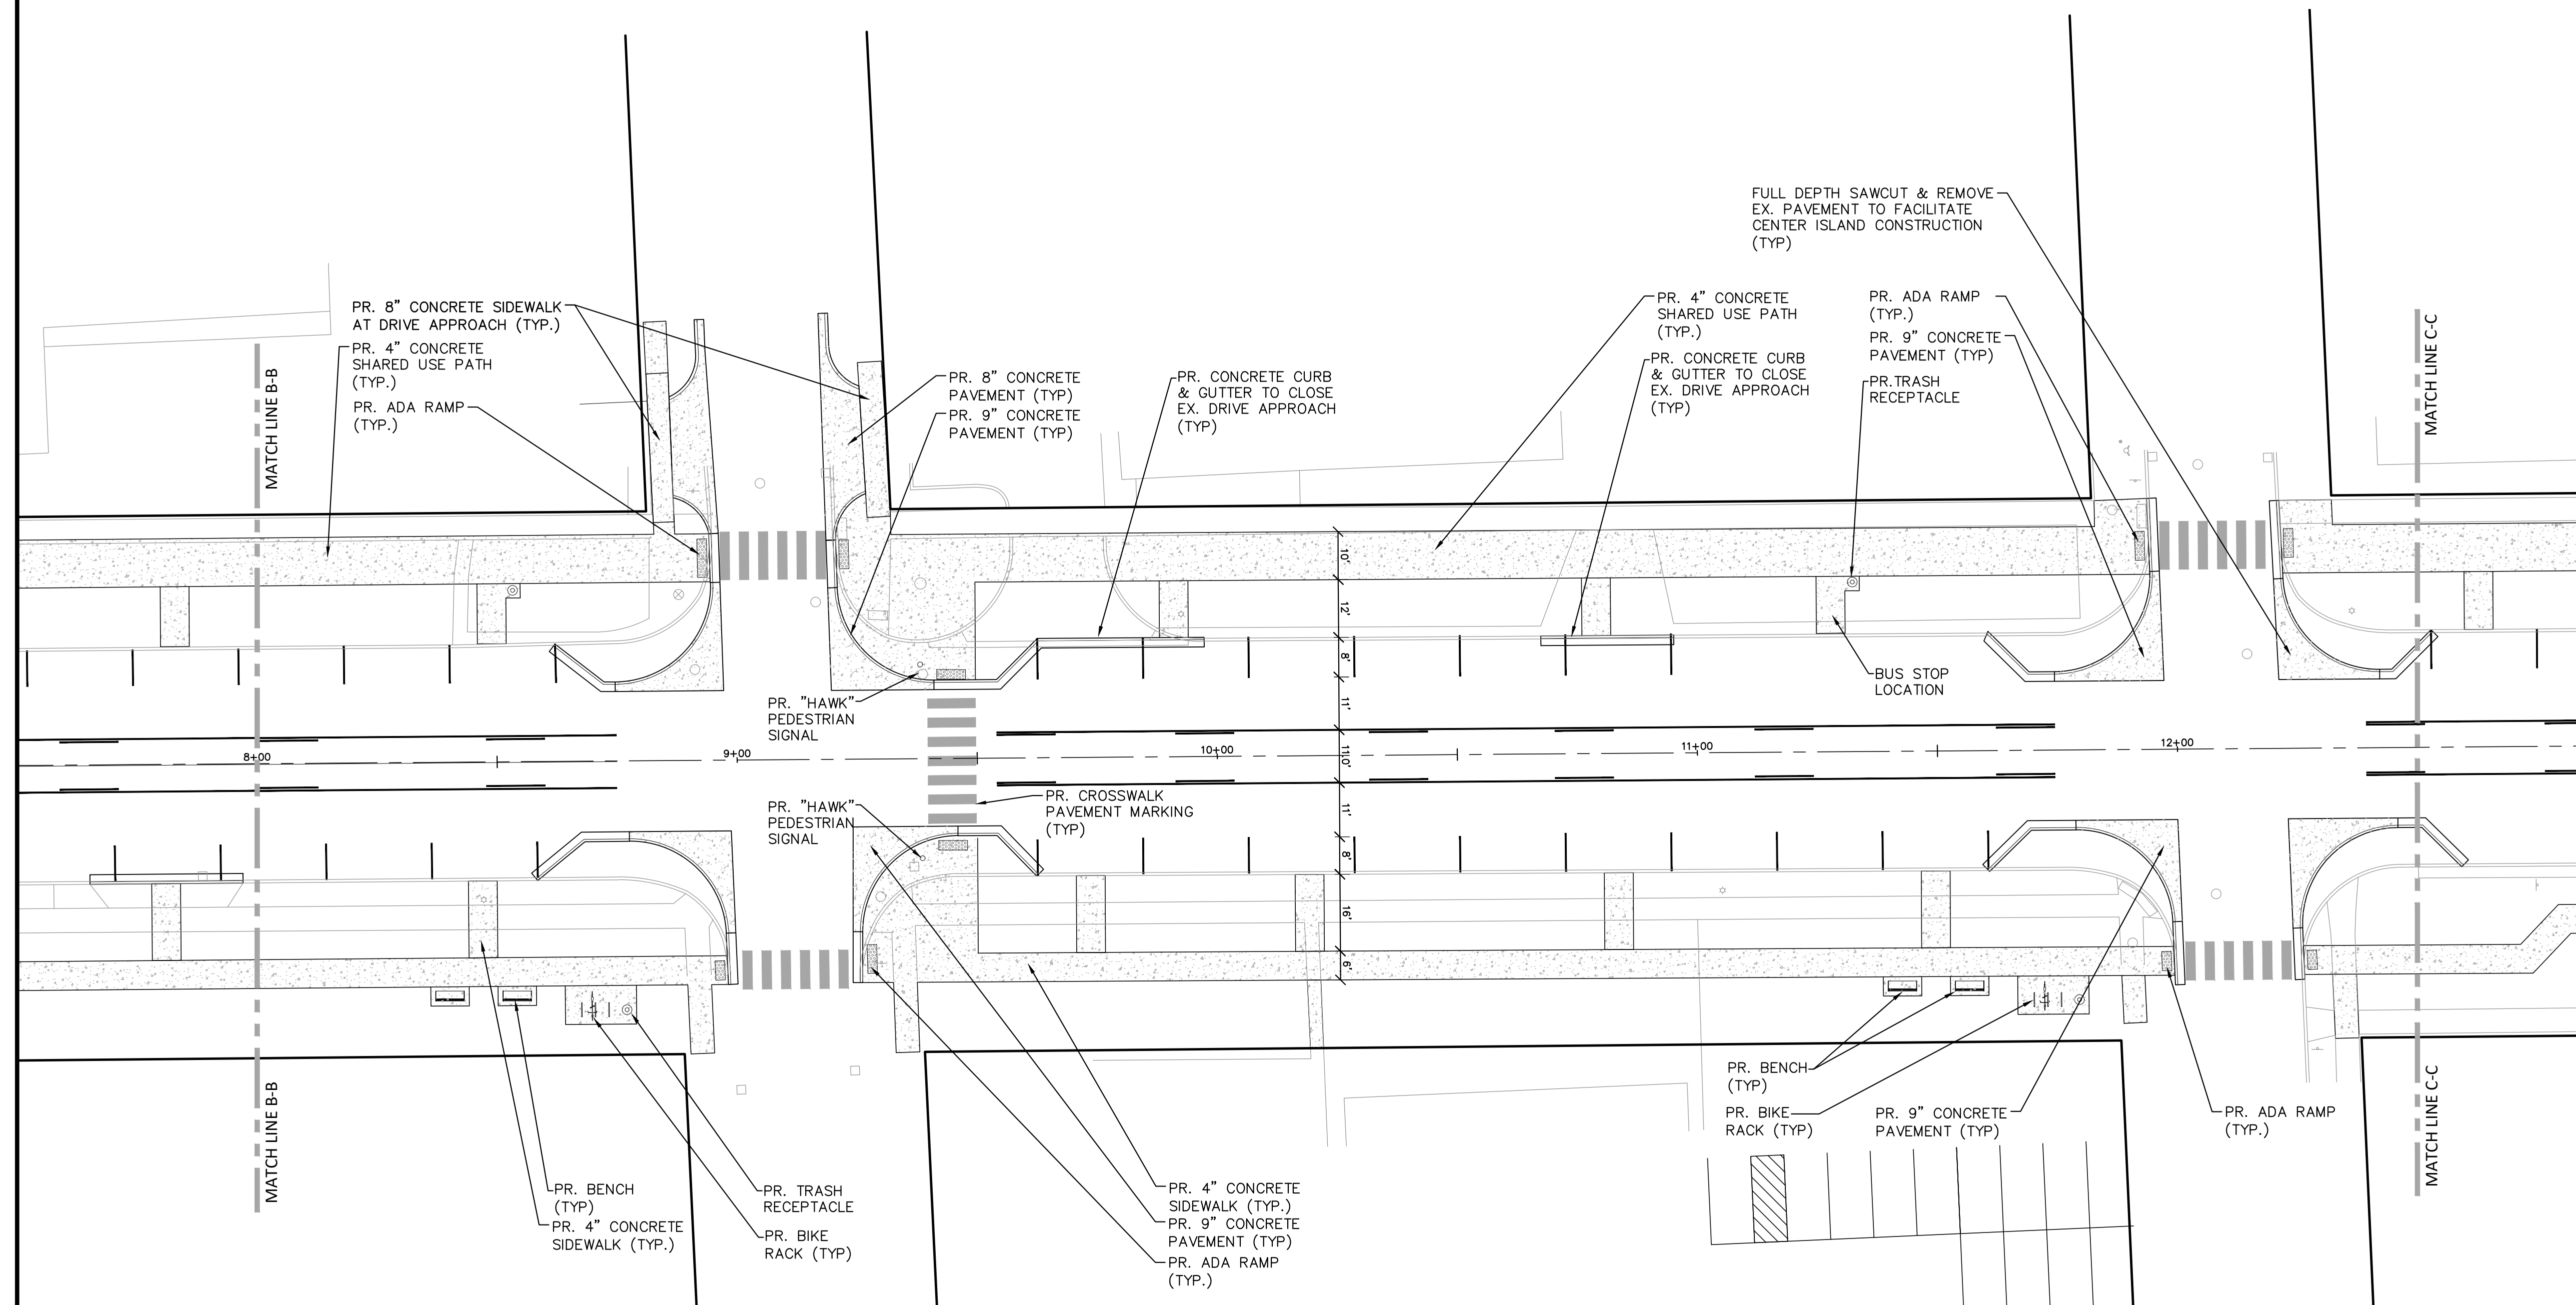 FULL DEPTH SAWCUT & REMOVE
EX. PAVEMENT TO FACILITATE
CENTER ISLAND CONSTRUCTION
(TYP)
PR. 8" CONCRETE SIDEWALK
AT DRIVE APPROACH (TYP.)
PR. 4" CONCRETE
SHARED USE PATH
(TYP.)
PR. ADA RAMP
(TYP.)
MATCH LINE B-B
PR. 8" CONCRETE
PAVEMENT (TYP)
PR. 9" CONCRETE
PAVEMENT (TYP)
PR. CONCRETE CURB
& GUTTER TO CLOSE
EX. DRIVE APPROACH
(TYP)
PR. 4" CONCRETE
SHARED USE PATH
(TYP.)
PR. CONCRETE CURB
& GUTTER TO CLOSE
EX. DRIVE APPROACH
(TYP)
PR. ADA RAMP
(TYP.)
PR. 9" CONCRETE
PAVEMENT (TYP)
PR.TRASH
RECEPTACLE
MATCH LINE C-C
10'
12'
8'
11'
11'0'
11'
8'
16'
6'
BUS STOP
LOCATION
PR. "HAWK"
PEDESTRIAN
SIGNAL
8+00
9+00
10+00
11+00
12+00
PR. "HAWK"
PEDESTRIAN
SIGNAL
PR. CROSSWALK
PAVEMENT MARKING
(TYP)
MATCH LINE B-B
PR. BENCH
(TYP)
PR. 4" CONCRETE
SIDEWALK (TYP.)
PR. TRASH
RECEPTACLE
PR. BIKE
RACK (TYP)
PR. 4" CONCRETE
SIDEWALK (TYP.)
PR. 9" CONCRETE
PAVEMENT (TYP)
PR. ADA RAMP
(TYP.)
PR. BENCH
(TYP)
PR. BIKE
RACK (TYP)
PR. 9" CONCRETE
PAVEMENT (TYP)
PR. ADA RAMP
(TYP.)
MATCH LINE C-C